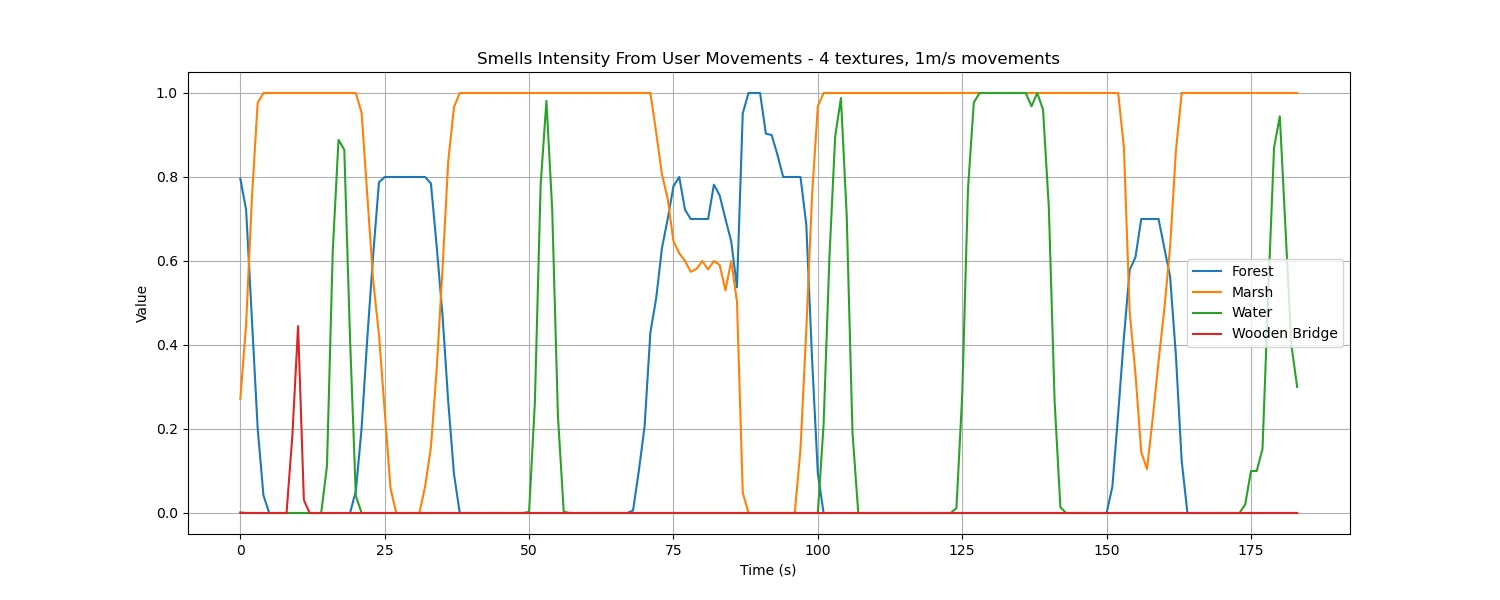 Smells Intensity From User Movements - 4 textures, 1m/s movements
1.0
0.8
0.6
0.4
0.2
0.0
Value
Forest
Marsh
Water
Wooden Bridge
0 25 50 75 100 125 150 175
Time (s)